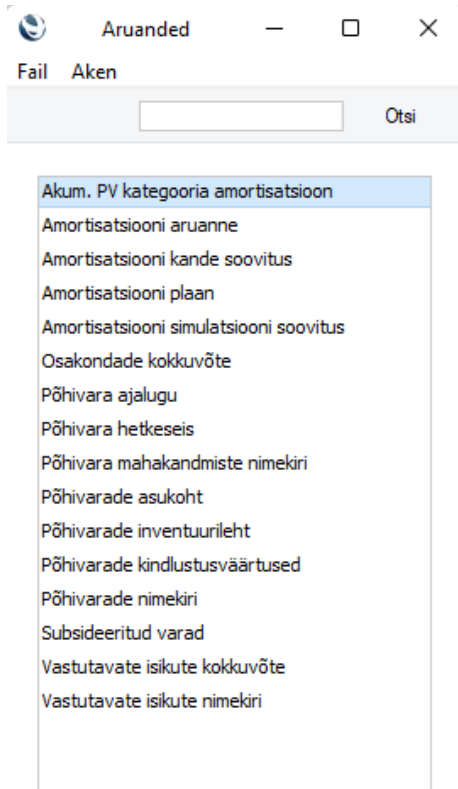 Aruanded
Fail Aken
Otsi
Akum. PV kategooria amortisatsioon
Amortisatsiooni aruanne
Amortisatsiooni kande soovitus
Amortisatsiooni plaan
Amortisatsiooni simulatsiooni soovitus
Osakondade kokkuvõte
Põhivara ajalugu
Põhivara hetkeseis
Põhivara mahakandmiste nimekiri
Põhivarade asukoht
Põhivarade inventuurileht
Põhivarade kindlustusväärtused
Põhivarade nimekiri
Subsideeritud varad
Vastutavate isikute kokkuvõte
Vastutavate isikute nimekiri